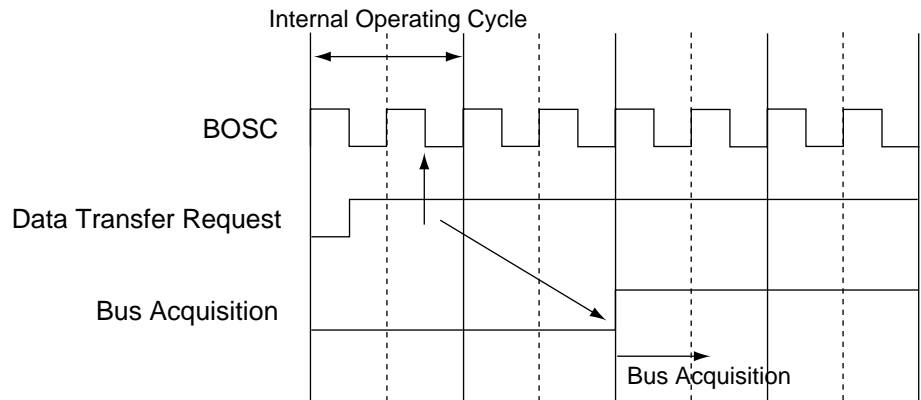 Internal Operating Cycle
BOSC
Data Transfer Request
Bus Acquisition
Bus Acquisition